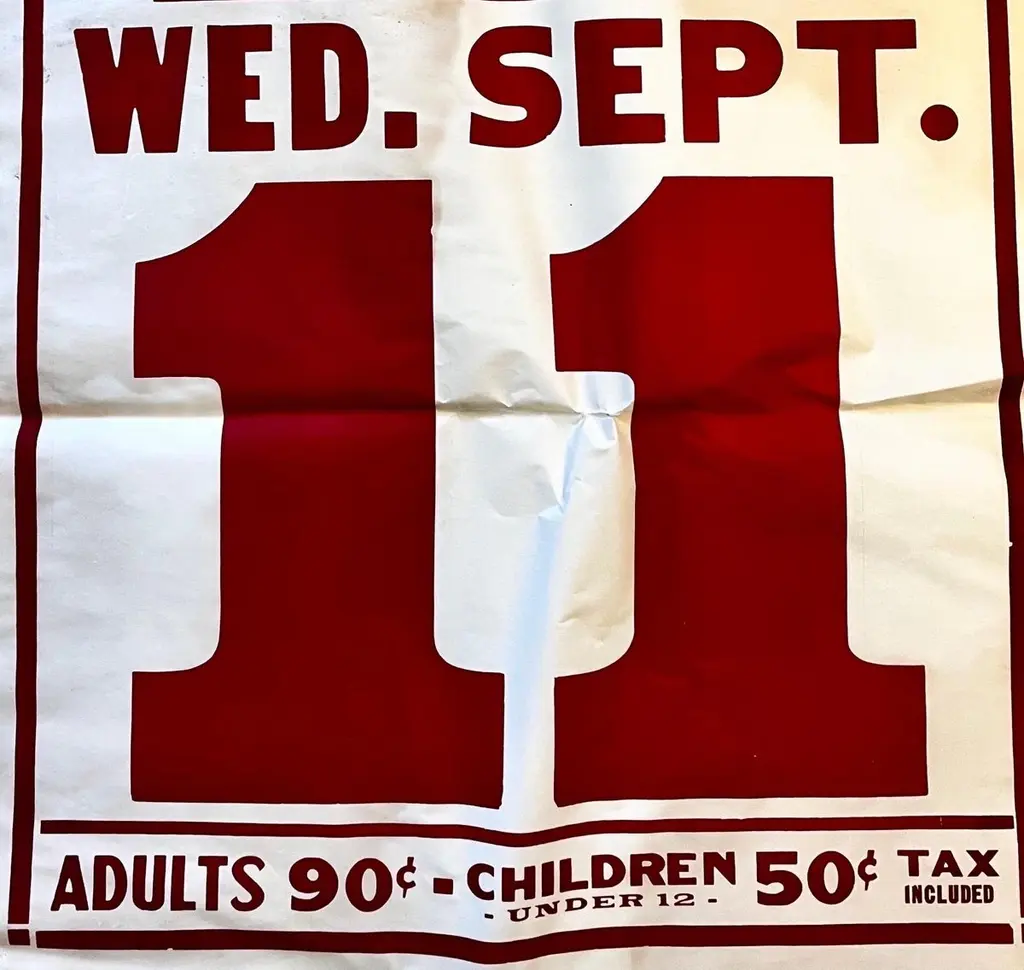 WED. SEPT.
11
ADULTS 90¢ - CHILDREN 50¢ TAX
- UNDER 12 - INCLUDED